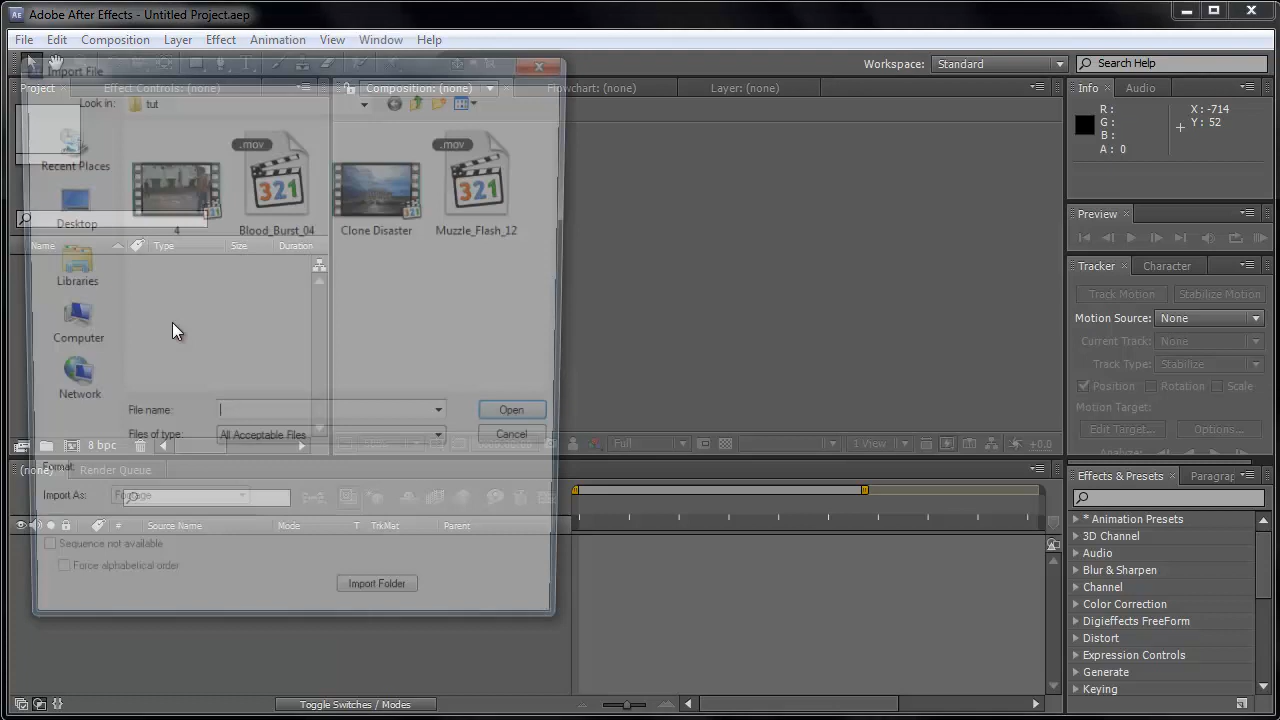 Adobe After Effects - Untitled Project.aep
File Edit Composition Layer Effect Animation View Window Help
Workspace: Standard Search Help
Import File
Project Effect Controls: (none) Composition: (none) Flowchart: (none) Layer: (none) Info Audio
Look in: tut
R : X: -714
G : Y: 52
B :
A : 0
.mov .mov
321 321
Recent Places
Desktop
4 Blood_Burst_04 Clone Disaster Muzzle_Flash_12
Preview
Name Type Size Duration
Tracker Character
Libraries
Track Motion Stabilize Motion
Motion Source: None
Computer
Current Track: None
Track Type: Stabilize
Network
Position Rotation Scale
Motion Target:
File name: Open
Edit Target... Options...
Files of type: All Acceptable Files Cancel
8 bpc Full 1 View +0.0
Analyze:
Format:
(none) Render Queue
Effects & Presets Paragrap
Import As: Footage
Source Name Mode T TrkMat Parent
#
Sequence not available
Force alphabetical order
Import Folder
* Animation Presets
3D Channel
Audio
Blur & Sharpen
Channel
Color Correction
Digieffects FreeForm
Distort
Expression Controls
Generate
Keying
Toggle Switches / Modes